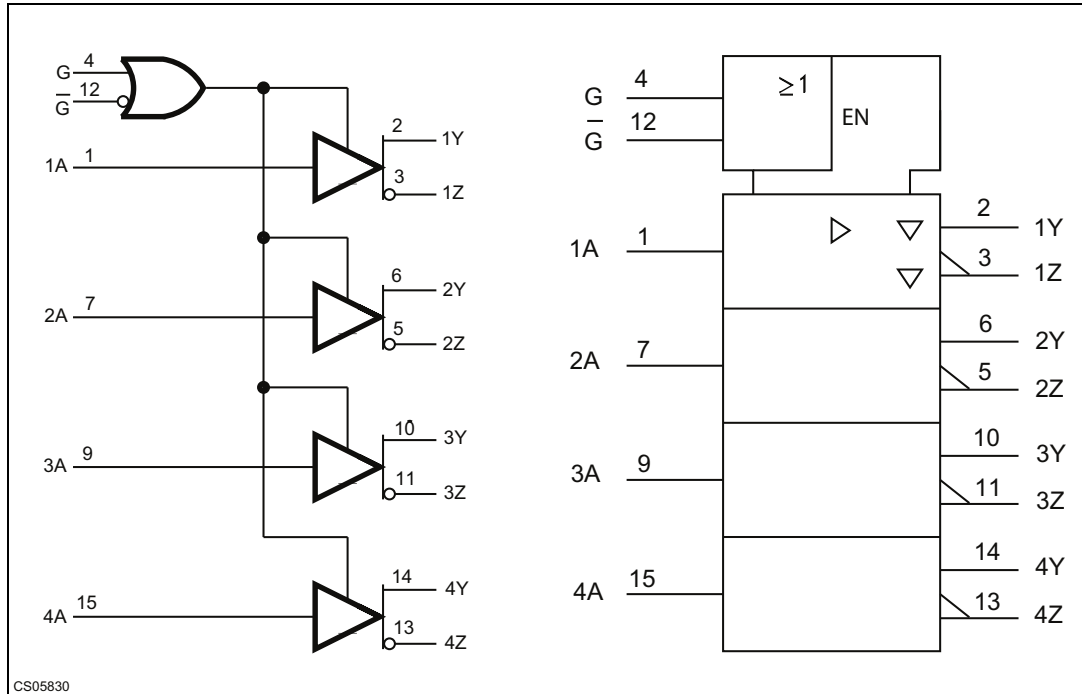 G 4
G̅ 12
1A 1
2 1Y
3 1Z
2A 7
6 2Y
5 2Z
3A 9
10 3Y
11 3Z
4A 15
14 4Y
13 4Z
G 4
G̅ 12
≥1
EN
1A 1
2 1Y
3 1Z
2A 7
6 2Y
5 2Z
3A 9
10 3Y
11 3Z
4A 15
14 4Y
13 4Z
CS05830